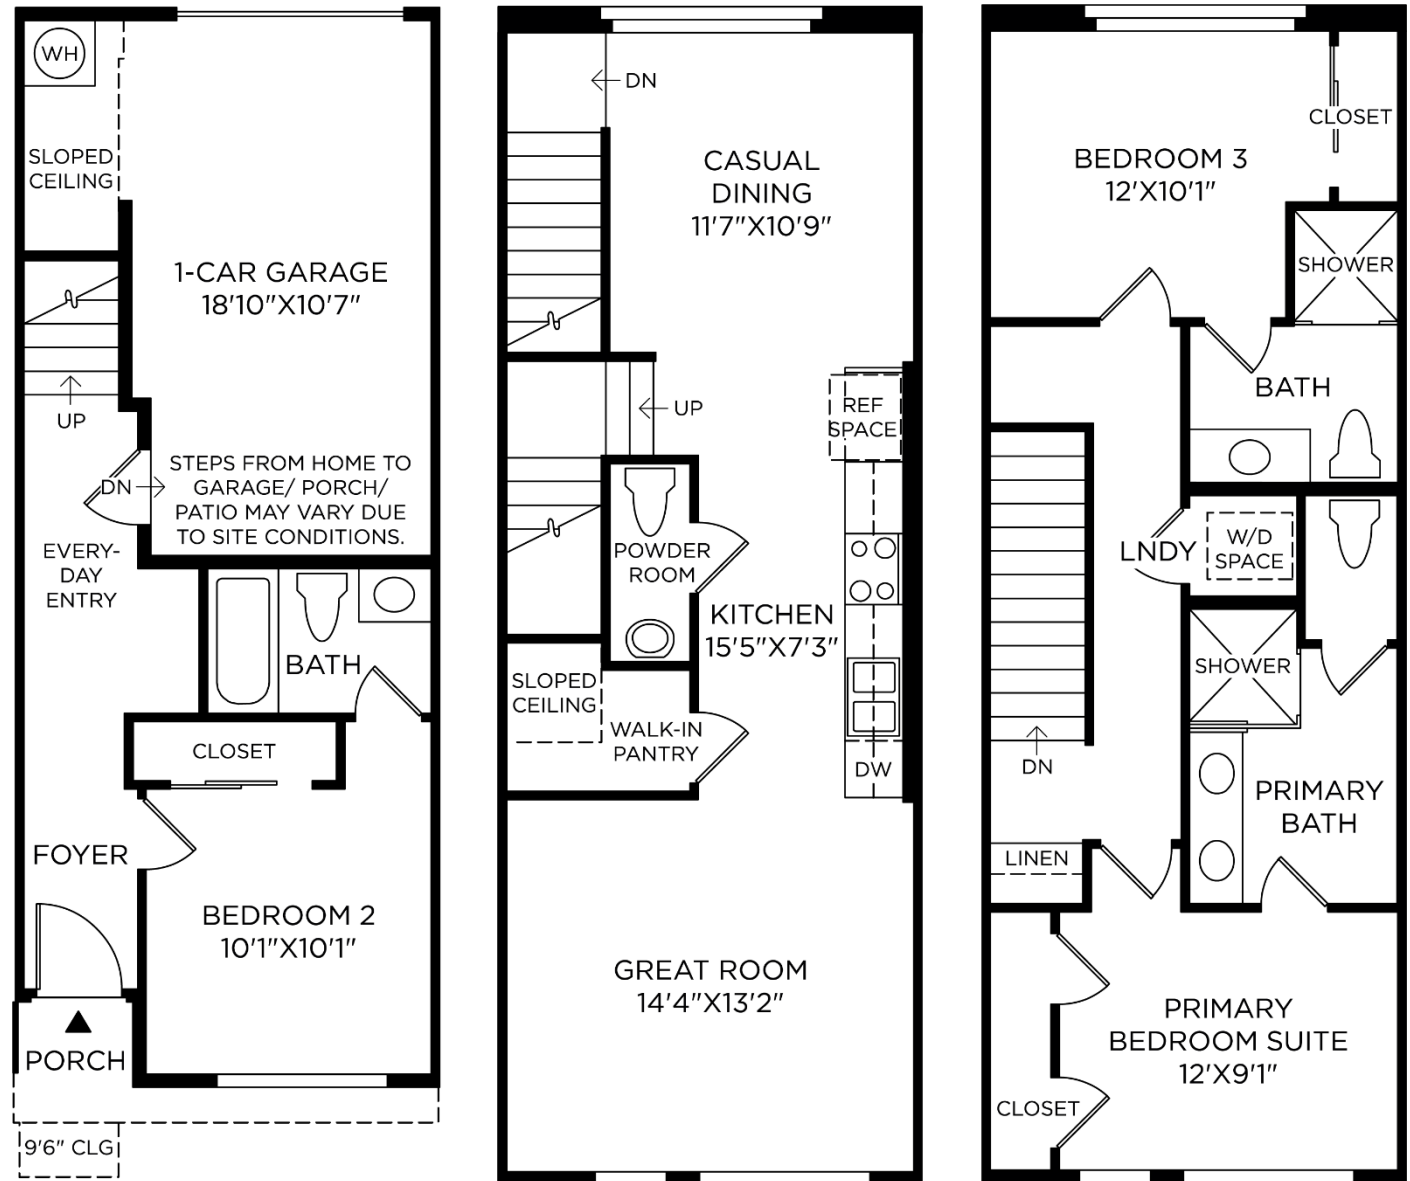 WH
SLOPED
CEILING
1-CAR GARAGE
18'10"X10'7"
UP
DN
STEPS FROM HOME TO
GARAGE/ PORCH/
PATIO MAY VARY DUE
TO SITE CONDITIONS.
EVERY-
DAY
ENTRY
BATH
CLOSET
FOYER
BEDROOM 2
10'1"X10'1"
PORCH
9'6" CLG
DN
CASUAL
DINING
11'7"X10'9"
UP
REF
SPACE
POWDER
ROOM
KITCHEN
15'5"X7'3"
SLOPED
CEILING
WALK-IN
PANTRY
DW
GREAT ROOM
14'4"X13'2"
CLOSET
BEDROOM 3
12'X10'1"
SHOWER
BATH
LNDY
W/D
SPACE
SHOWER
DN
PRIMARY
BATH
LINEN
PRIMARY
BEDROOM SUITE
12'X9'1"
CLOSET